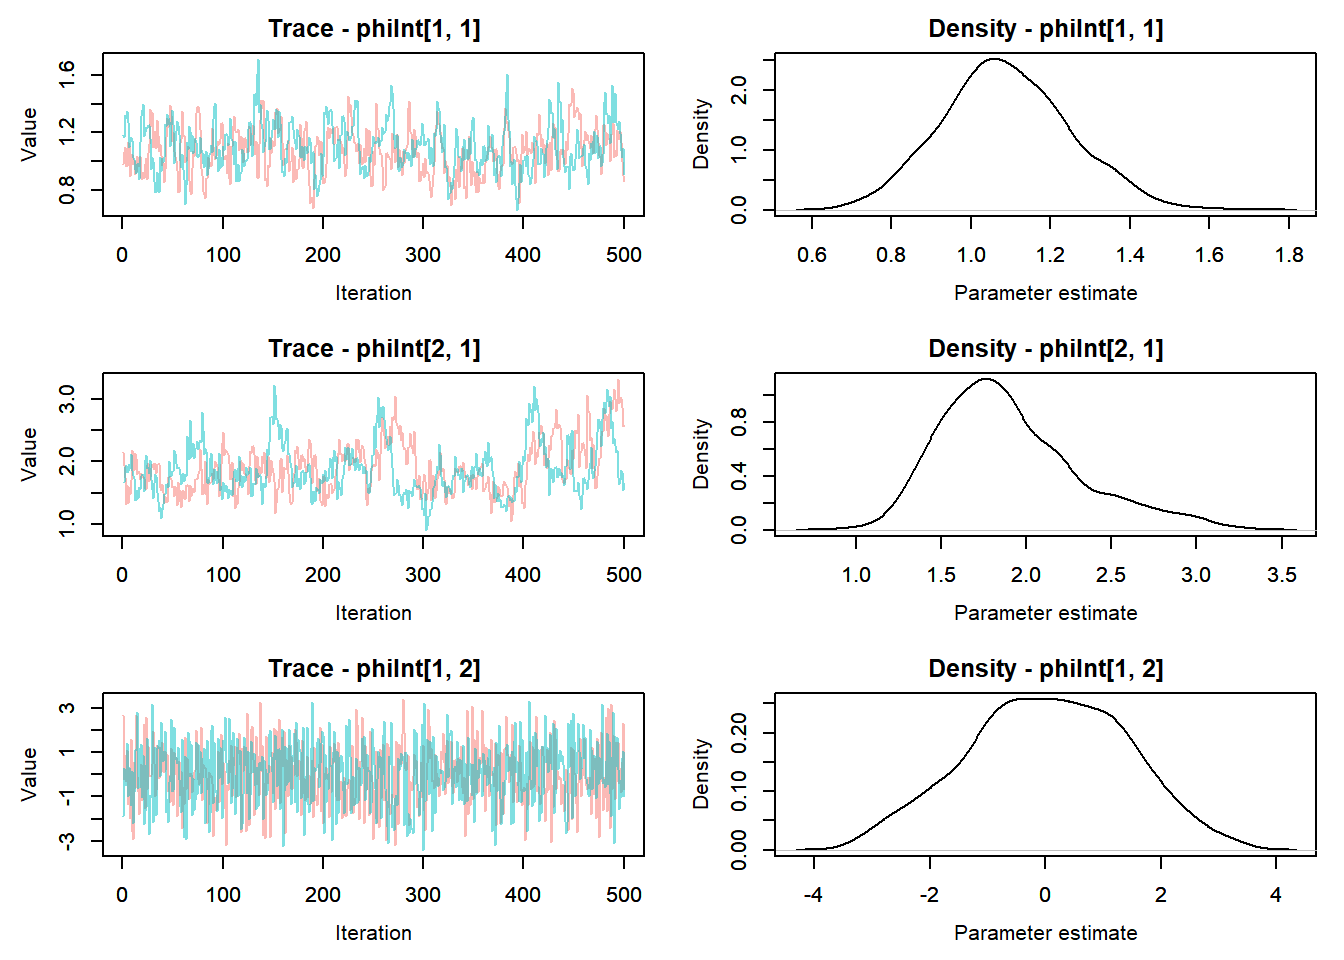 Trace - phiInt[1, 1]
Value
0.8 1.2 1.6
0 100 200 300 400 500
Iteration
Density - phiInt[1, 1]
Density
0.0 1.0 2.0
0.6 0.8 1.0 1.2 1.4 1.6 1.8
Parameter estimate
Trace - phiInt[2, 1]
Value
1.0 2.0 3.0
0 100 200 300 400 500
Iteration
Density - phiInt[2, 1]
Density
0.0 0.4 0.8
1.0 1.5 2.0 2.5 3.0 3.5
Parameter estimate
Trace - phiInt[1, 2]
Value
-3 -1 1 3
0 100 200 300 400 500
Iteration
Density - phiInt[1, 2]
Density
0.00 0.10 0.20
-4 -2 0 2 4
Parameter estimate